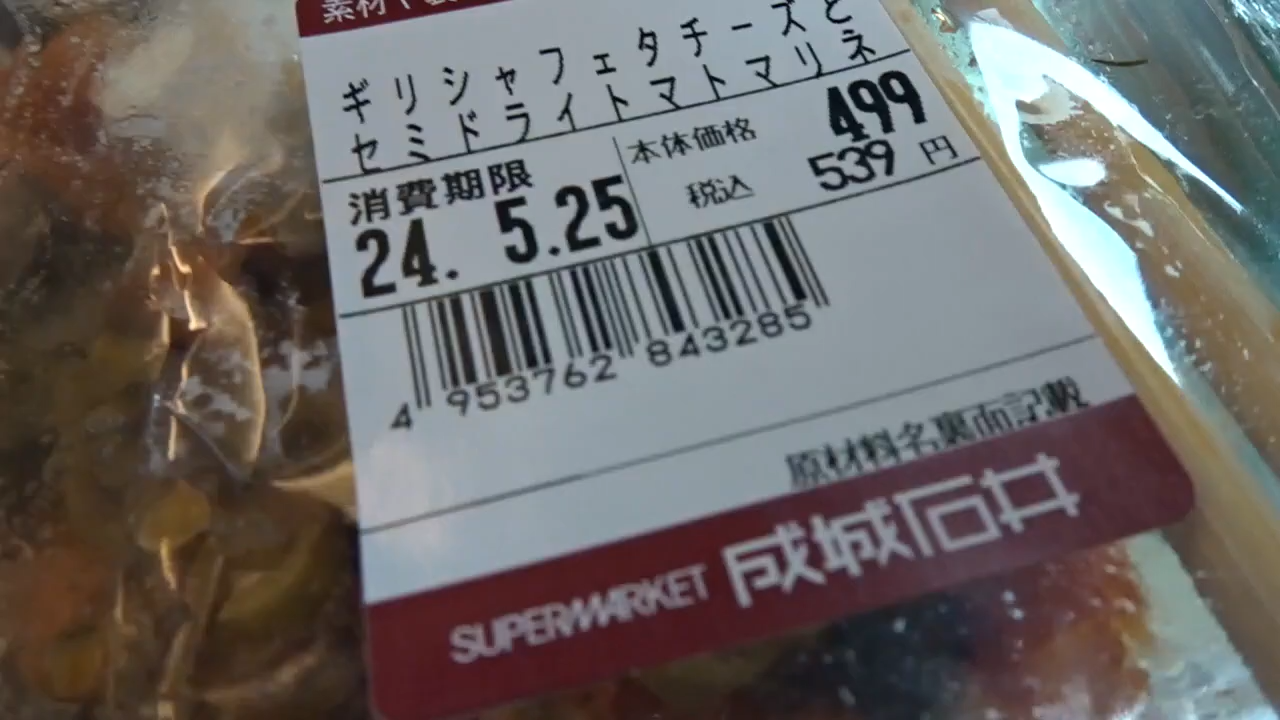 素材
ギリシャフェタチーズと
セミドライトマトマリネ
消費期限
24. 5.25
本体価格 499
税込 539 円
4 953762 843285
原材料名裏面記載
SUPERMARKET 成城石井